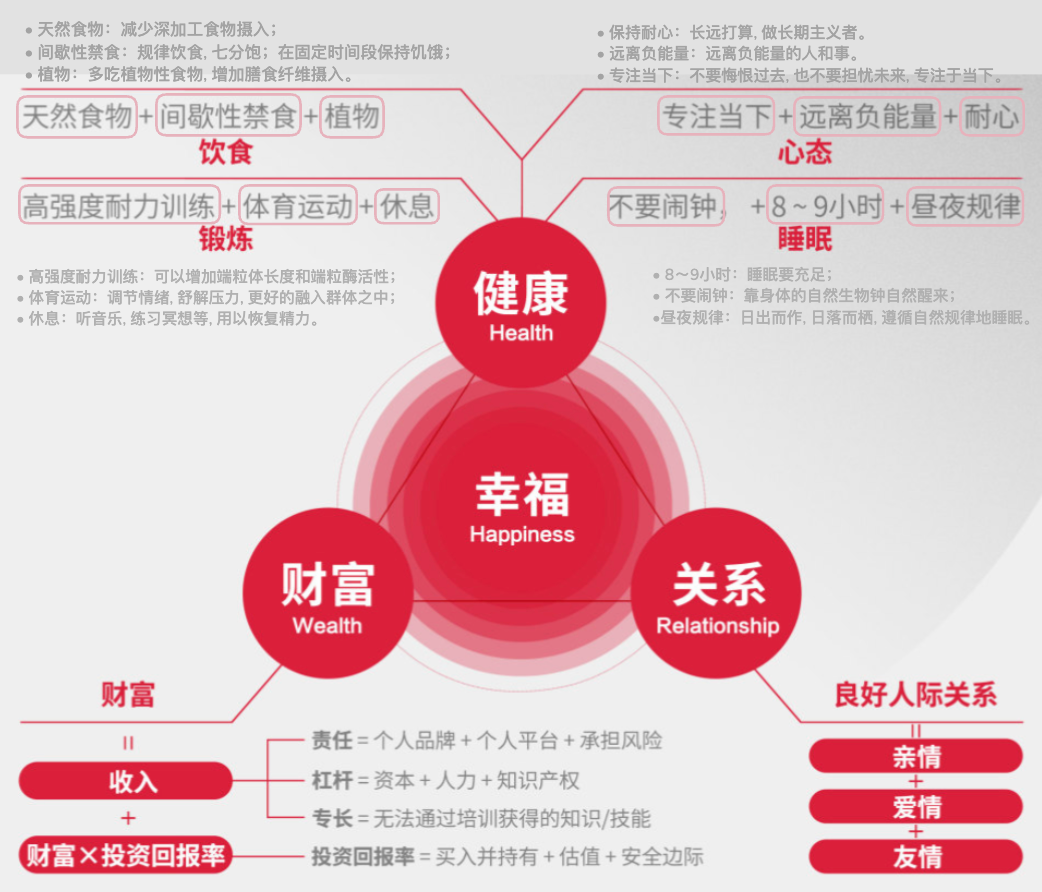 • 天然食物：减少深加工食物摄入；
• 间歇性禁食：规律饮食，七分饱；在固定时间段保持饥饿；
• 植物：多吃植物性食物，增加膳食纤维摄入。
天然食物+间歇性禁食+植物
饮食
高强度耐力训练+体育运动+休息
锻炼
• 高强度耐力训练：可以增加端粒体长度和端粒酶活性；
• 体育运动：调节情绪，舒解压力，更好的融入群体之中；
• 休息：听音乐，练习冥想等，用以恢复精力。
• 保持耐心：长远打算，做长期主义者。
• 远离负能量：远离负能量的人和事。
• 专注当下：不要悔恨过去，也不要担忧未来，专注于当下。
专注当下+远离负能量+耐心
心态
不要闹钟， +8~9小时+昼夜规律
睡眠
• 8～9小时：睡眠要充足；
• 不要闹钟：靠身体的自然生物钟自然醒来；
•昼夜规律：日出而作，日落而栖，遵循自然规律地睡眠。
健康
Health
幸福
Happiness
财富
Wealth
关系
Relationship
财富
=
收入
+
财富×投资回报率
责任=个人品牌+个人平台+承担风险
杠杆=资本+人力+知识产权
专长=无法通过培训获得的知识/技能
投资回报率=买入并持有+估值+安全边际
良好人际关系
=
亲情
+
爱情
+
友情